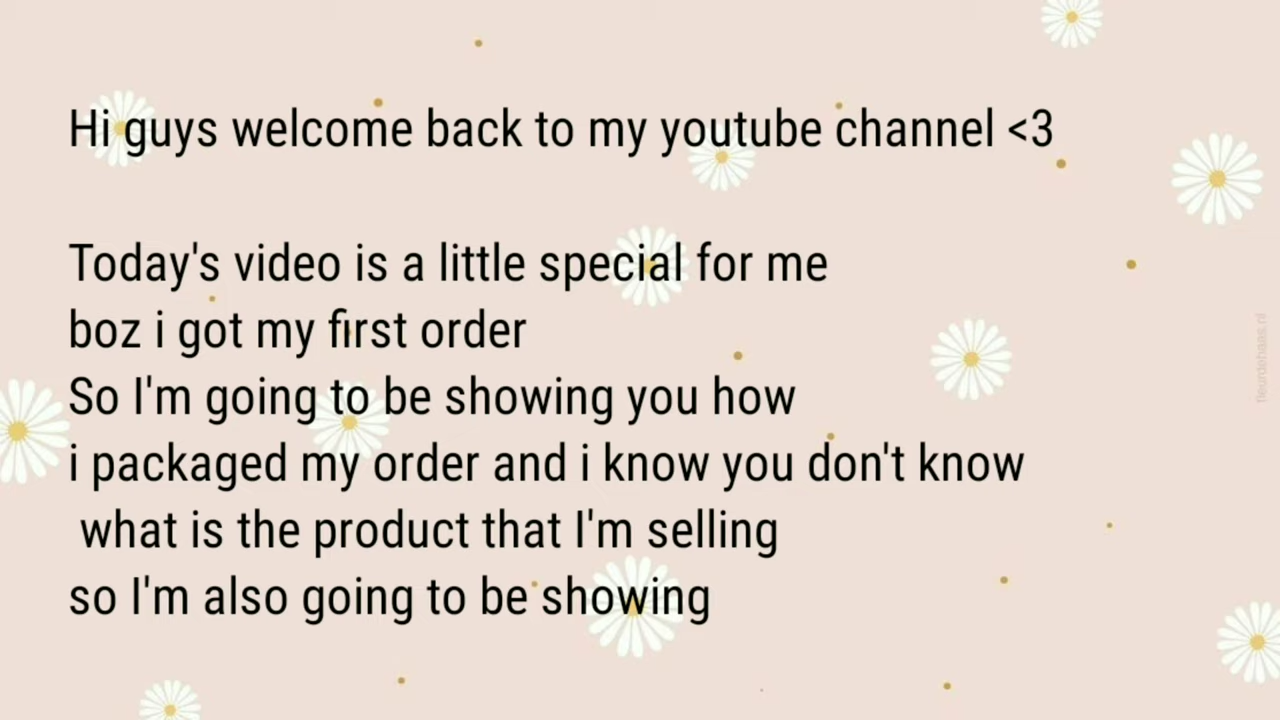 Hi guys welcome back to my youtube channel <3
Today's video is a little special for me
boz i got my first order
So I'm going to be showing you how
i packaged my order and i know you don't know
what is the product that I'm selling
so I'm also going to be showing
fleurdehaas.nl